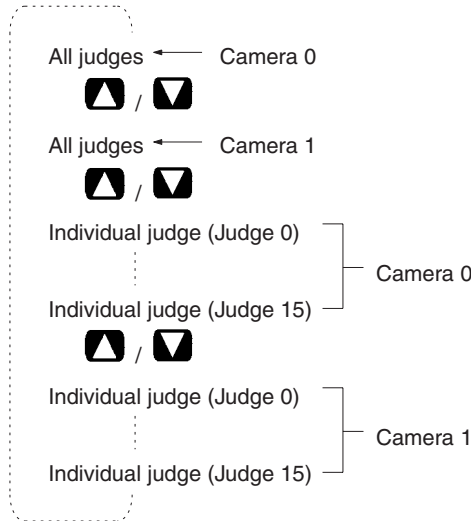 All judges Camera 0
/
All judges Camera 1
/
Individual judge (Judge 0)
Camera 0
Individual judge (Judge 15)
/
Individual judge (Judge 0)
Camera 1
Individual judge (Judge 15)